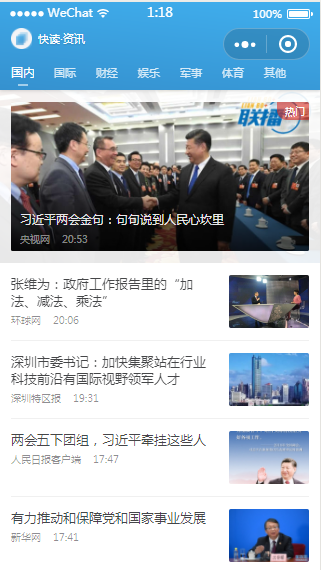 WeChat
1:18
100%
快读·资讯
国内 国际 财经 娱乐 军事 体育 其他
联播
热门
习近平两会金句：句句说到人民心坎里
央视网 20:53
张维为：政府工作报告里的“加
法、减法、乘法”
环球网 20:06
深圳市委书记：加快集聚站在行业
科技前沿有国际视野领军人才
深圳特区报 19:31
两会五下团组，习近平牵挂这些人
人民日报客户端 17:47
有力推动和保障党和国家事业发展
新华网 17:41